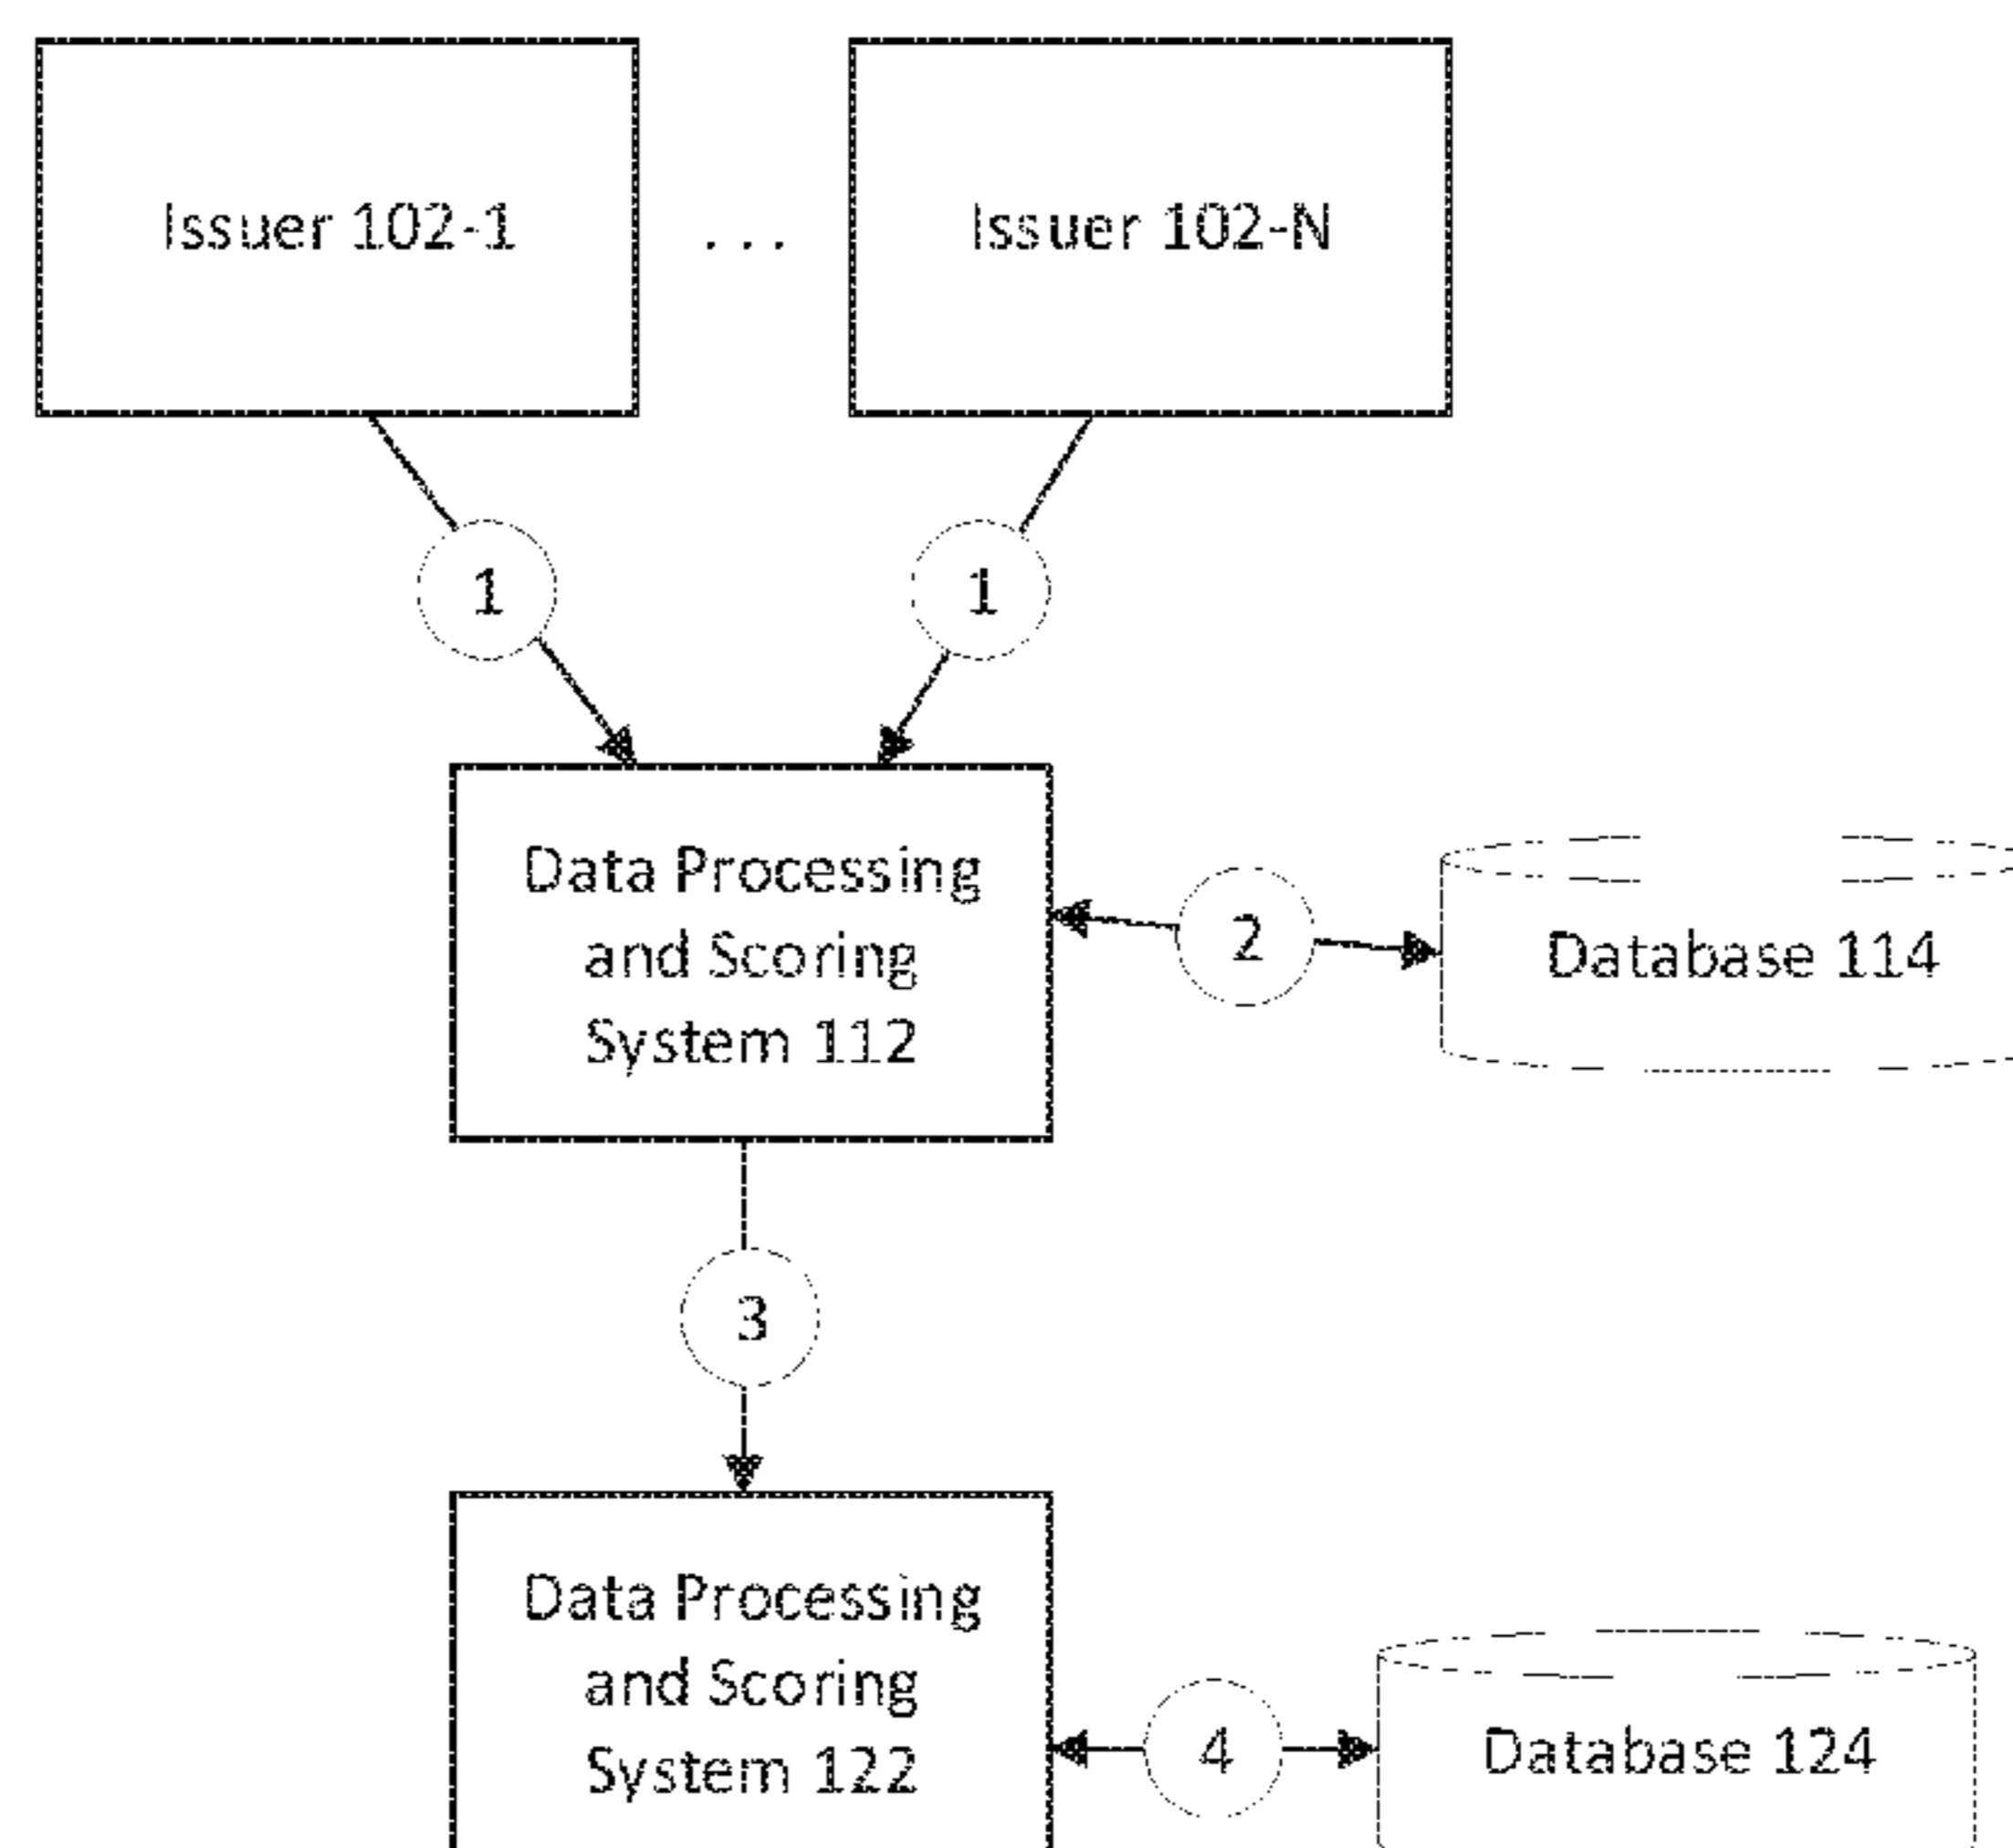 Issuer 102-1
. . .
Issuer 102-N
1
1
Data Processing
and Scoring
System 112
2
Database 114
3
Data Processing
and Scoring
System 122
4
Database 124